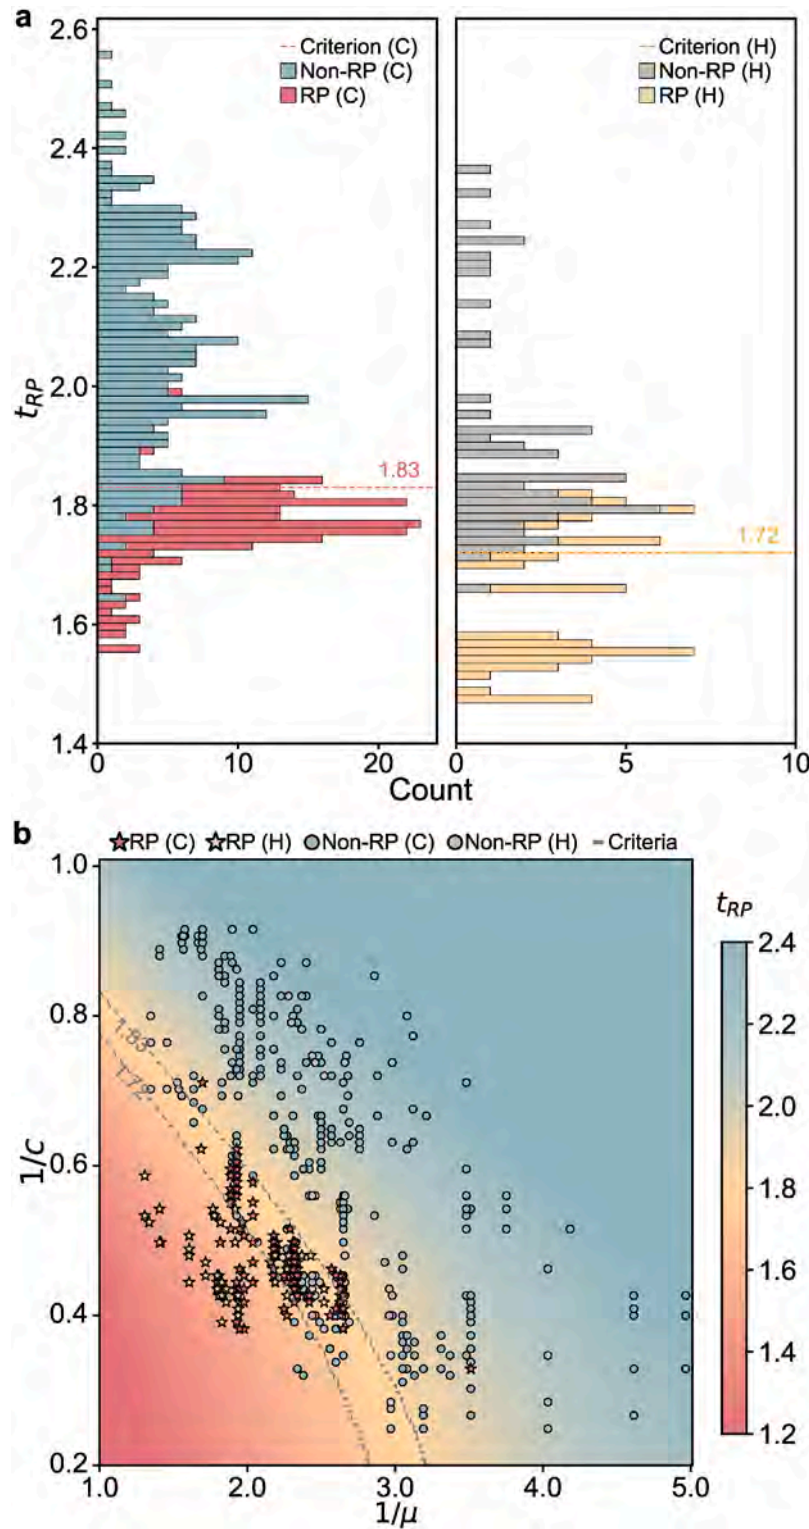 a
Criterion (C)
Non-RP (C)
RP (C)
Criterion (H)
Non-RP (H)
RP (H)
2.6
2.4
2.2
2.0
1.8
1.6
1.4
t_RP
1.83
1.72
0 10 20
0 5 10
Count
b
RP (C) RP (H) Non-RP (C) Non-RP (H) Criteria
1.0
0.8
0.6
0.4
0.2
1/c
1.83
1.72
1.0 2.0 3.0 4.0 5.0
1/μ
t_RP
2.4
2.2
2.0
1.8
1.6
1.4
1.2